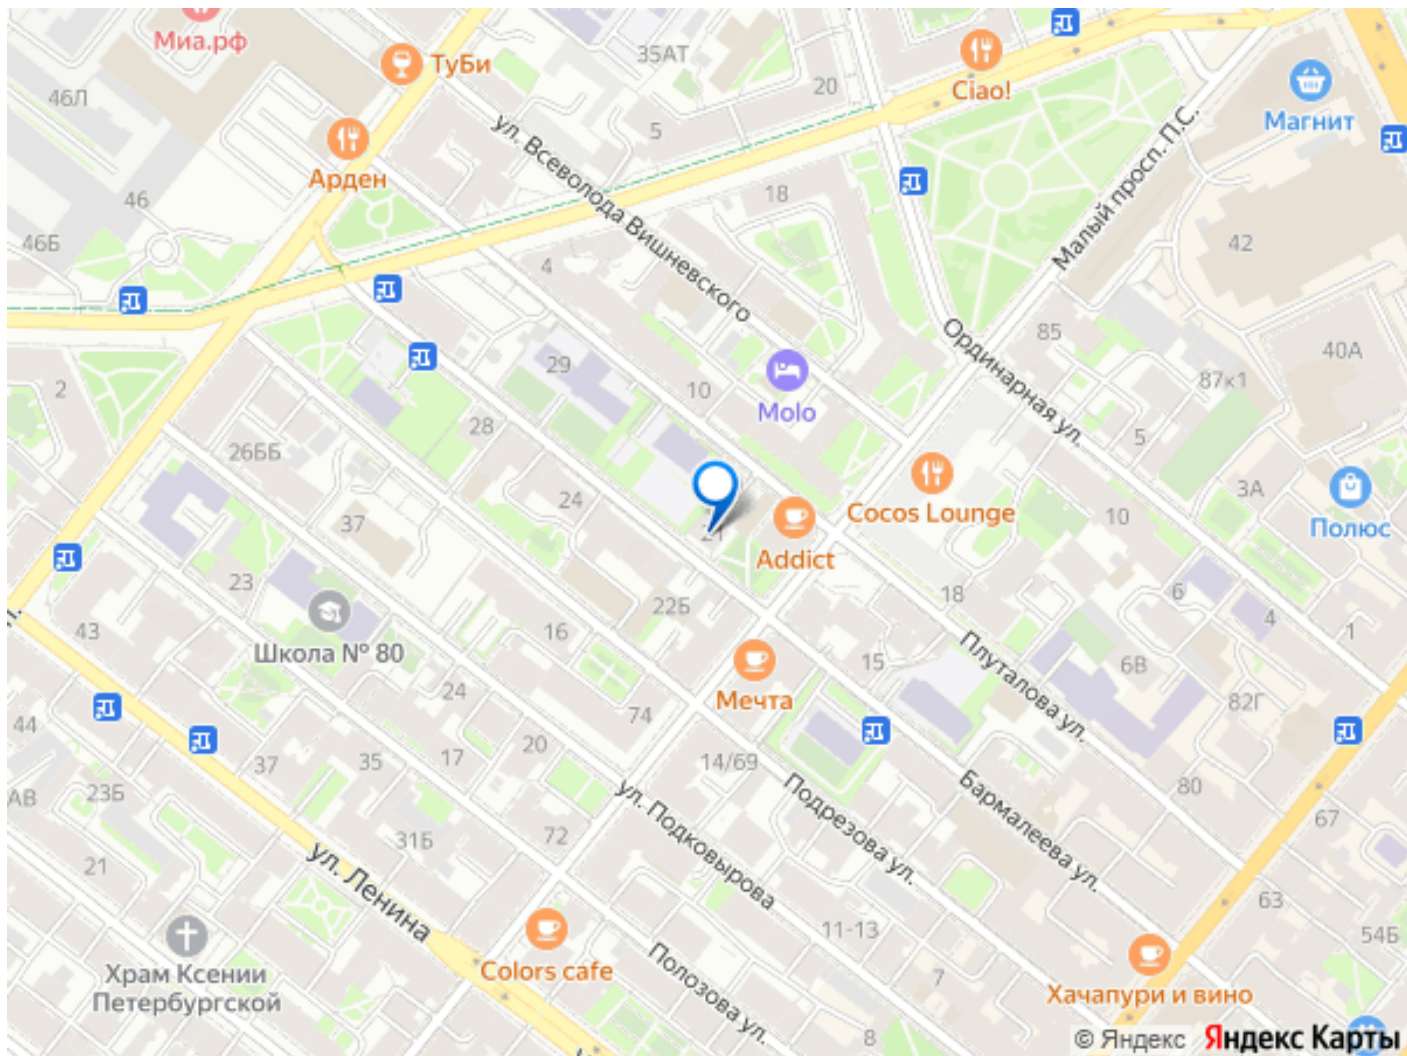 Миа.рф
ТуБи
35АТ
Ciao!
20
46Л
Магнит
5
ул. Всеволода Вишневского
Малый просп. П.С.
Арден
46
18
46Б
42
4
Ординарная ул.
85
40А
29
87к1
2
10
Molo
28
5
26ББ
3А
24
Cocos Lounge
10
Полюс
37
21
Addict
23
22Б
18
6
4
43
Школа № 80
16
1
Плуталова ул.
15
6В
24
Мечта
82Г
44
74
20
17
35
37
14/69
Бармалеева ул.
80
АВ
23Б
ул. Подковырова
Подрезова ул.
67
31Б
72
21
ул. Ленина
63
11-13
54Б
Храм Ксении
Петербургской
Colors cafe
Полозова ул.
7
Хачапури и вино
8
© Яндекс Яндекс Карты